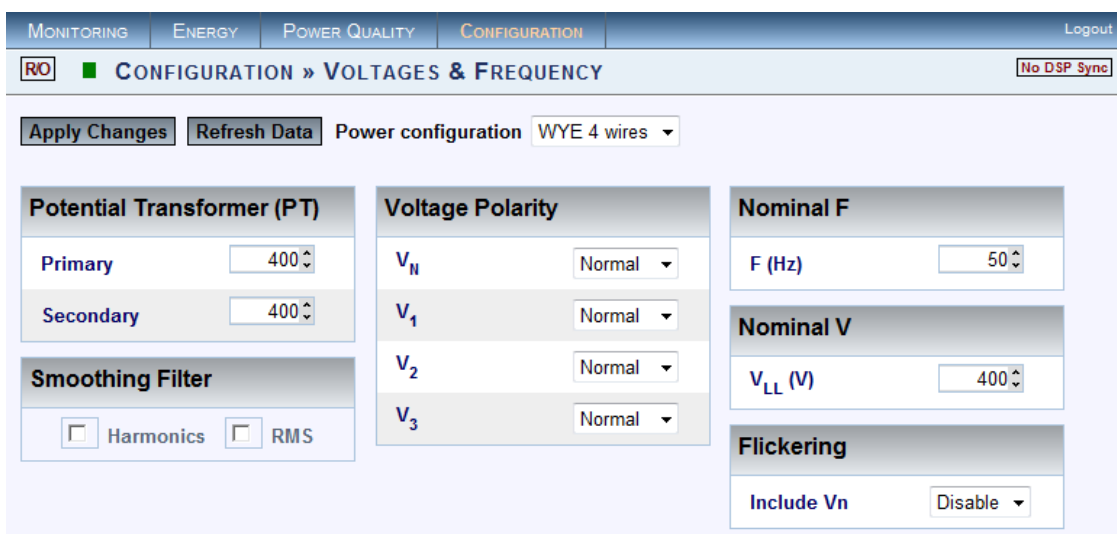 MONITORING ENERGY POWER QUALITY CONFIGURATION Logout
R/O CONFIGURATION » VOLTAGES & FREQUENCY No DSP Sync
Apply Changes Refresh Data Power configuration WYE 4 wires
Potential Transformer (PT)
Primary 400
Secondary 400
Smoothing Filter
Harmonics RMS
Voltage Polarity
VN Normal
V1 Normal
V2 Normal
V3 Normal
Nominal F
F (Hz) 50
Nominal V
VLL (V) 400
Flickering
Include Vn Disable